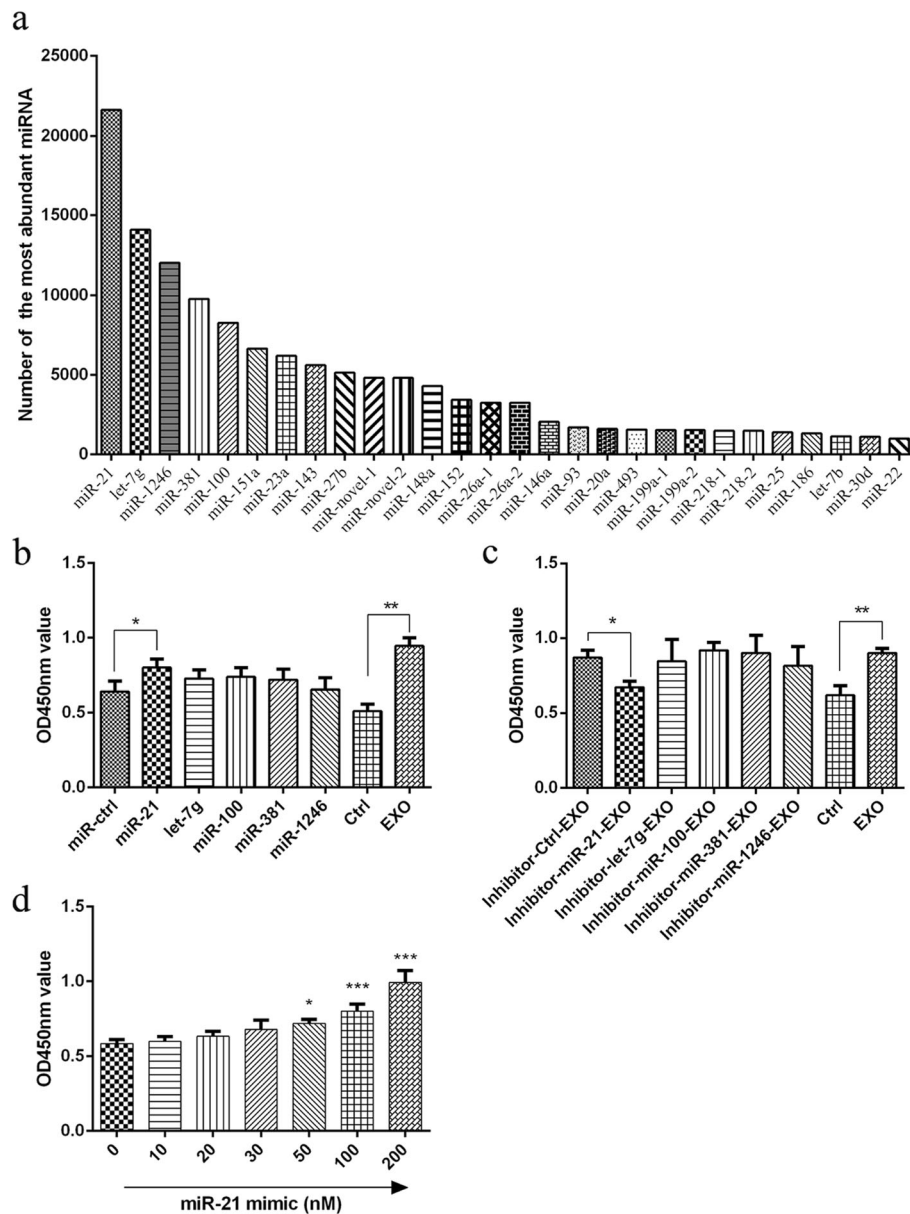 a
Number of the most abundant miRNA
25000
20000
15000
10000
5000
0
miR-21
let-7g
miR-1246
miR-381
miR-100
miR-151a
miR-23a
miR-143
miR-27b
miR-novel-1
miR-novel-2
miR-148a
miR-152
miR-26a-1
miR-26a-2
miR-146a
miR-93
miR-20a
miR-493
miR-199a-1
miR-199a-2
miR-218-1
miR-218-2
miR-25
miR-186
let-7b
miR-30d
miR-22
b
OD450nm value
1.5
1.0
0.5
0.0
*
**
miR-ctrl
miR-21
let-7g
miR-100
miR-381
miR-1246
Ctrl
EXO
c
OD450nm value
1.5
1.0
0.5
0.0
*
**
Inhibitor-Ctrl-EXO
Inhibitor-miR-21-EXO
Inhibitor-let-7g-EXO
Inhibitor-miR-100-EXO
Inhibitor-miR-381-EXO
Inhibitor-miR-1246-EXO
Ctrl
EXO
d
OD450nm value
1.5
1.0
0.5
0.0
*
***
***
0
10
20
30
50
100
200
miR-21 mimic (nM)